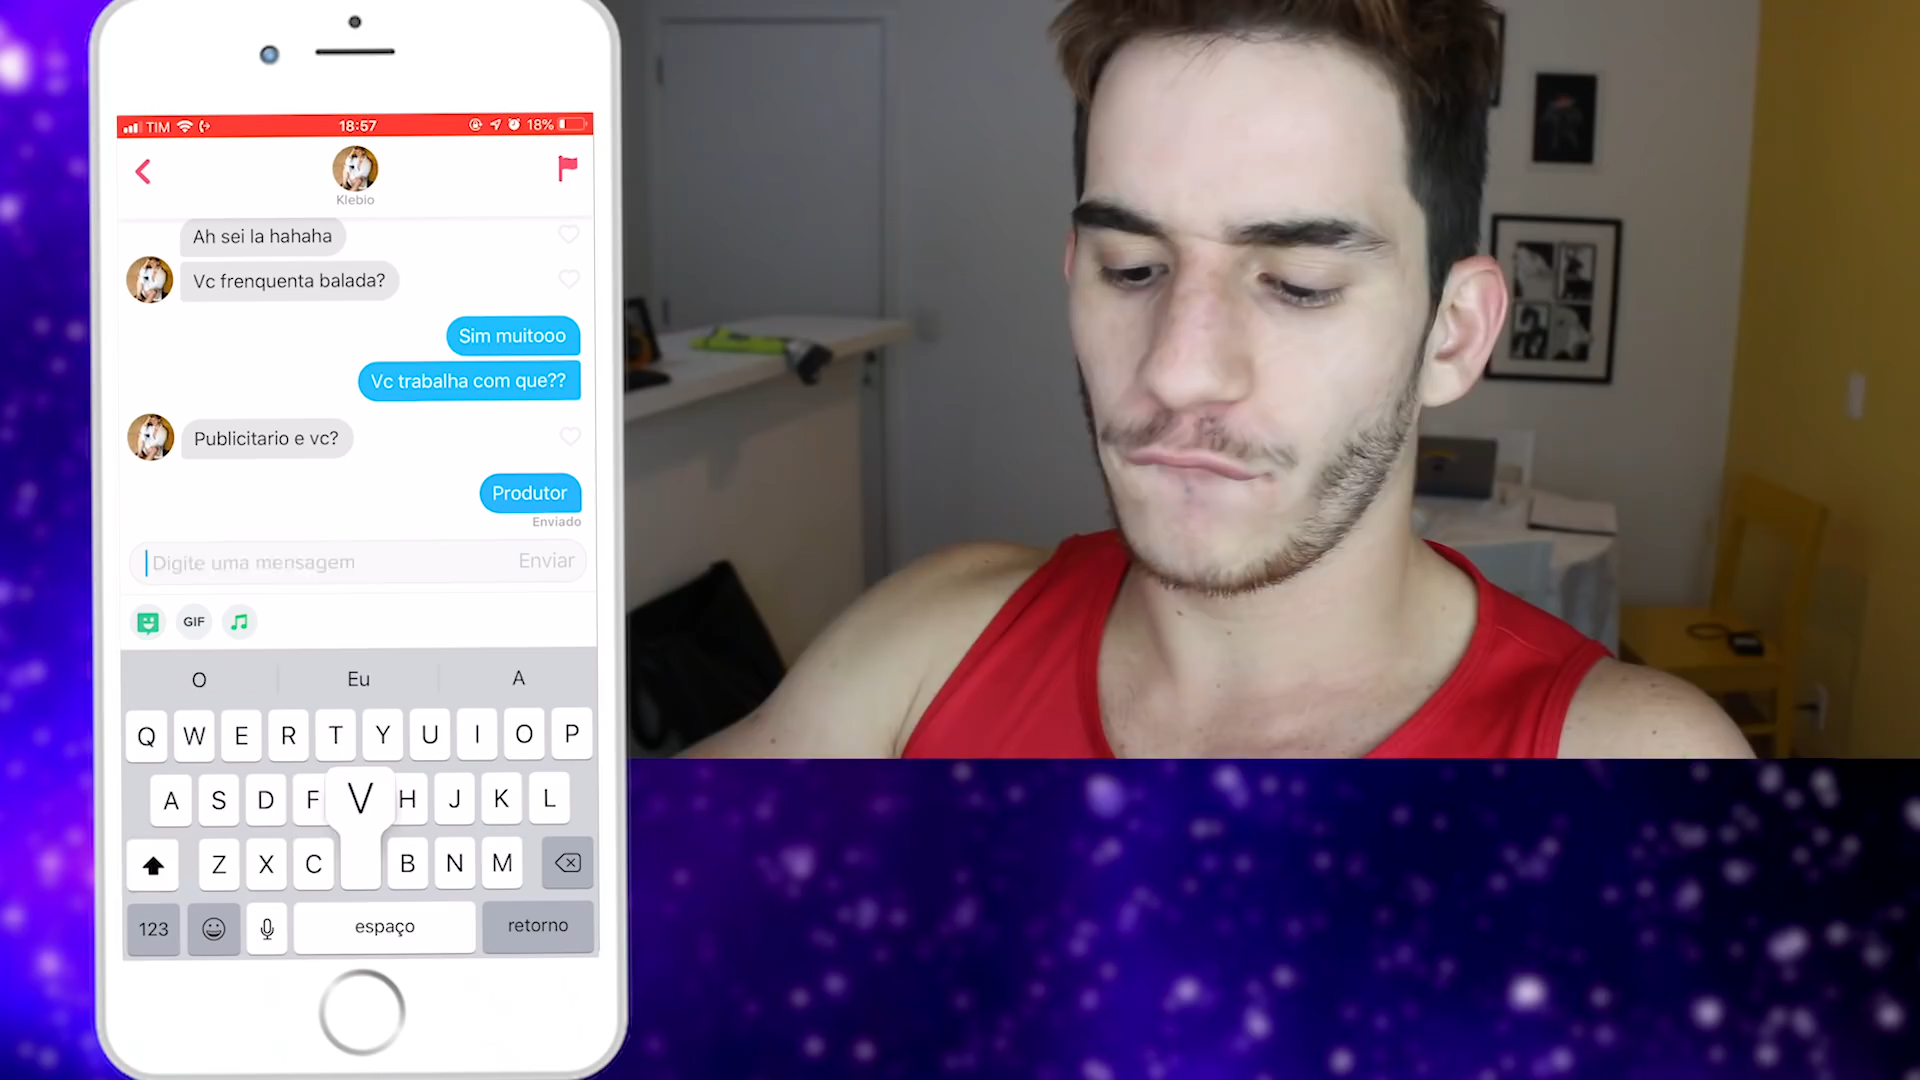 TIM 18:57 18%
Klebio
Ah sei la hahaha
Vc frenquenta balada?
Sim muitooo
Vc trabalha com que??
Publicitario e vc?
Produtor
Enviado
Digite uma mensagem Enviar
GIF
O Eu A
Q W E R T Y U I O P
A S D F V H J K L
Z X C B N M
123 espaço retorno